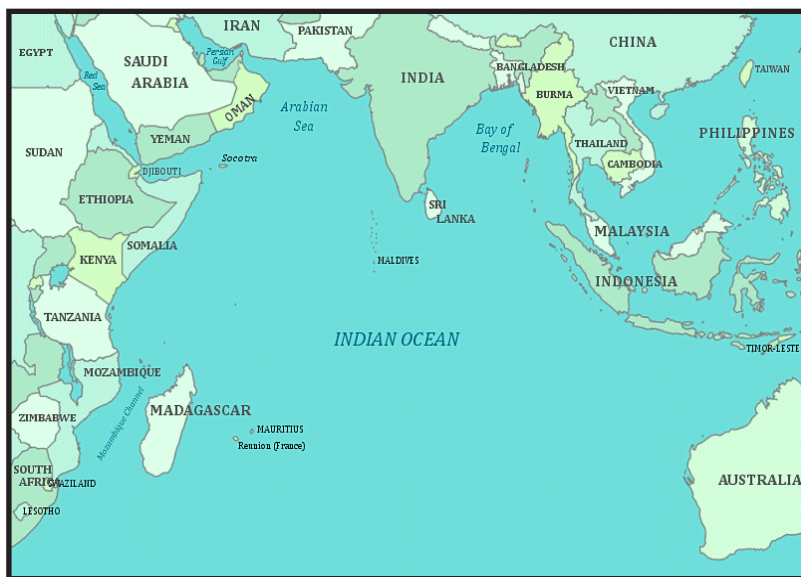 IRAN
PAKISTAN
CHINA
EGYPT
Persian
Gulf
SAUDI
ARABIA
BANGLADESH
TAIWAN
Red
Sea
INDIA
BURMA
VIETNAM
OMAN
Arabian
Sea
Bay of
Bengal
PHILIPPINES
YEMEN
THAILAND
SUDAN
Socotra
CAMBODIA
DJIBOUTI
ETHIOPIA
SRI
LANKA
MALAYSIA
SOMALIA
KENYA
MALDIVES
INDONESIA
TANZANIA
INDIAN OCEAN
TIMOR-LESTE
MOZAMBIQUE
Mozambique Channel
MADAGASCAR
ZIMBABWE
MAURITIUS
Reunion (France)
SOUTH
AFRICA
SWAZILAND
AUSTRALIA
LESOTHO